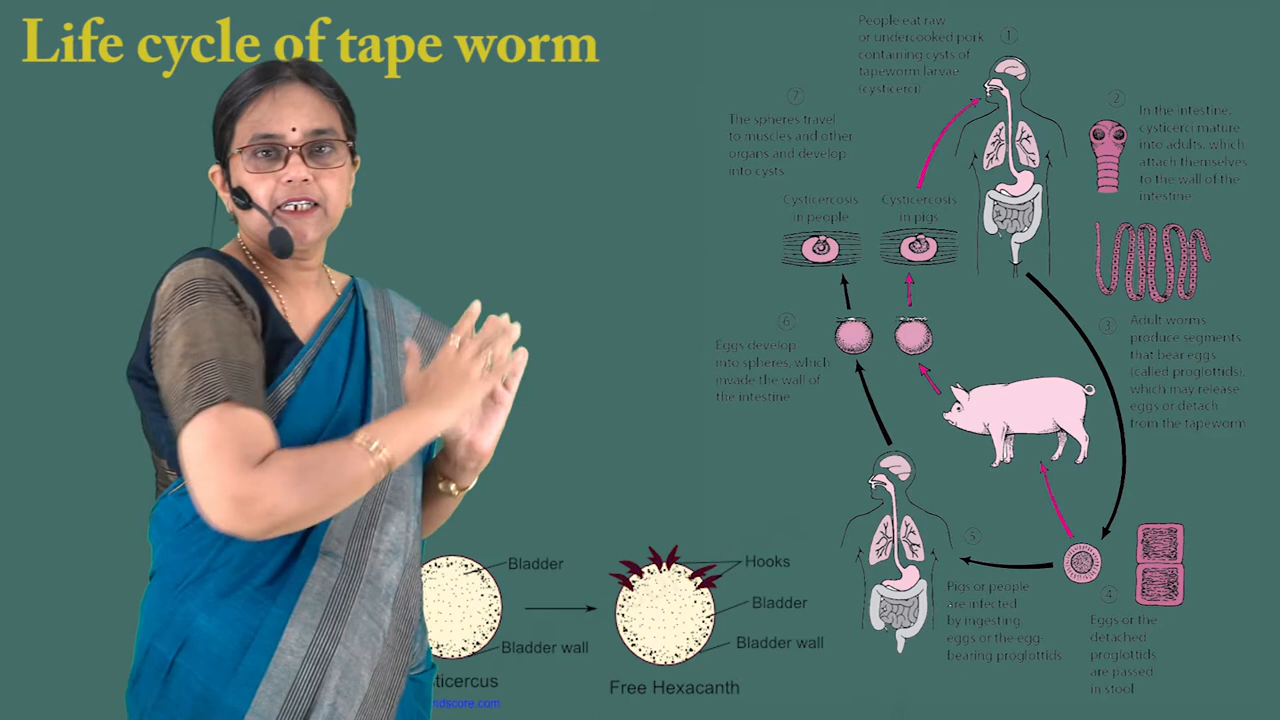 Life cycle of tape worm
People eat raw
or undercooked pork
containing cysts of
tapeworm larvae
(cysticerci)
1
2
In the intestine,
cysticerci mature
into adults, which
attach themselves
to the wall of the
intestine
7
The spheres travel
to muscles and other
organs and develop
into cysts
Cysticercosis
in people
Cysticercosis
in pigs
3
Adult worms
produce segments
that bear eggs
(called proglottids),
which may release
eggs or detach
from the tapeworm
6
Eggs develop
into spheres, which
invade the wall of
the intestine
5
Pigs or people
are infected
by ingesting
eggs or the egg-
bearing proglottids
4
Eggs or the
detached
proglottids
are passed
in stool
Bladder
Bladder wall
ticercus
ndscore.com
Hooks
Bladder
Bladder wall
Free Hexacanth